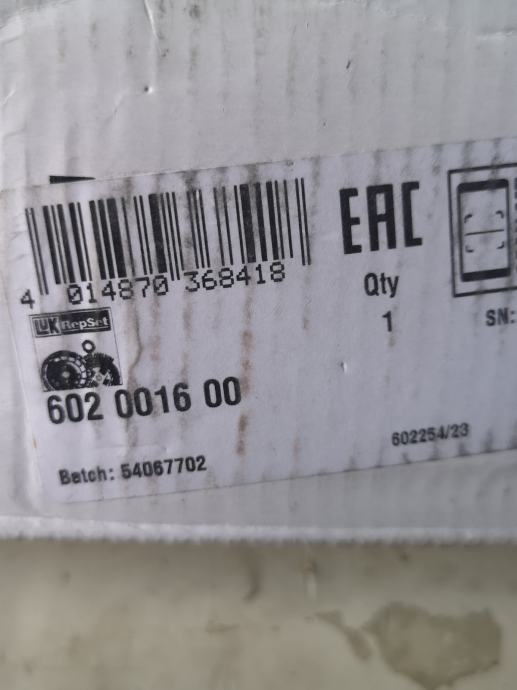 EAC
4 014870 368418
Qty
1
SN:
LUK RepSet
602 0016 00
602254/23
Batch: 54067702